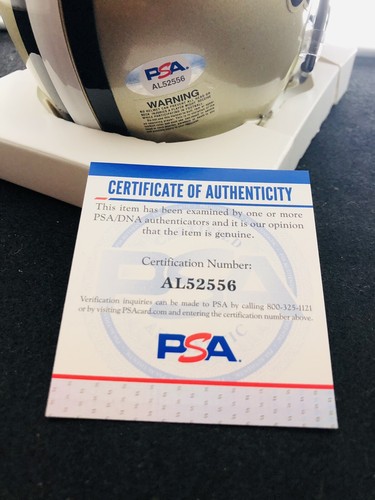 PSA
AL52556
WARNING
CERTIFICATE OF AUTHENTICITY
This item has been examined by one or more
PSA/DNA authenticators and it is our opinion
that the item is genuine.
Certification Number:
AL52556
Verification inquiries can be made to PSA by calling 800-325-1121
or by visiting PSAcard.com and entering the certification number above.
PSA